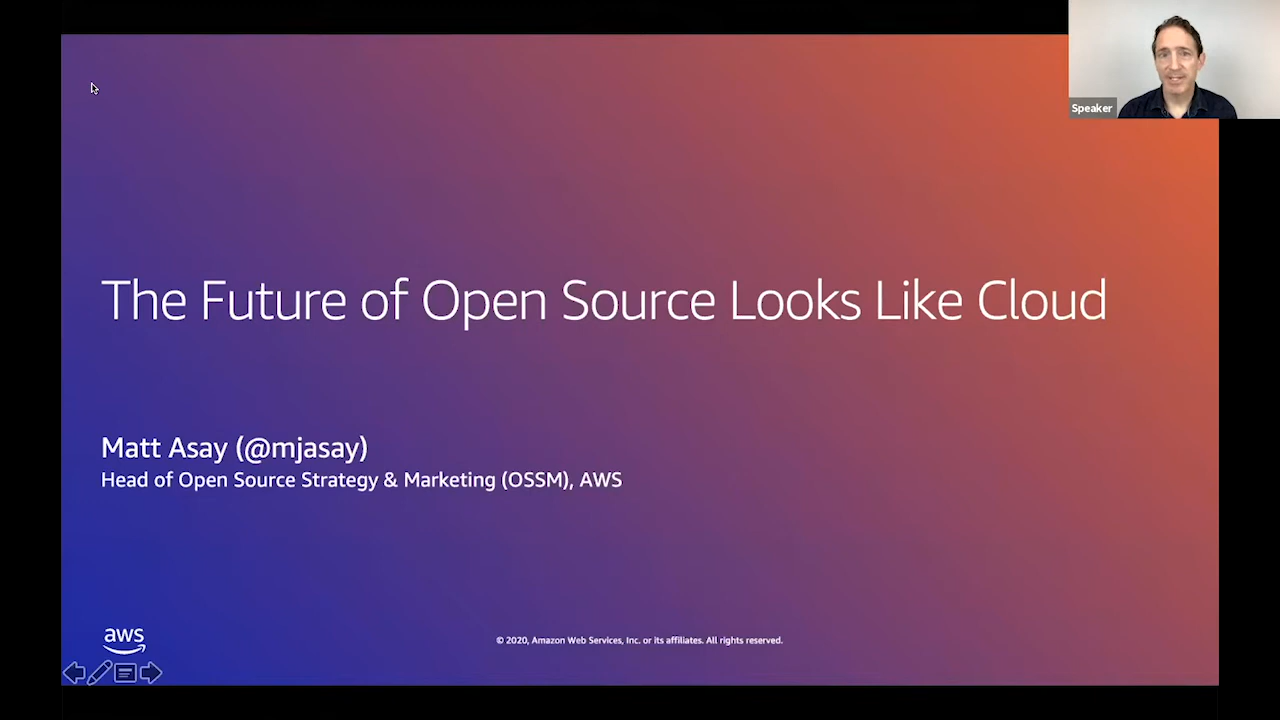 Speaker
The Future of Open Source Looks Like Cloud
Matt Asay (@mjasay)
Head of Open Source Strategy & Marketing (OSSM), AWS
aws
© 2020, Amazon Web Services, Inc. or its affiliates. All rights reserved.